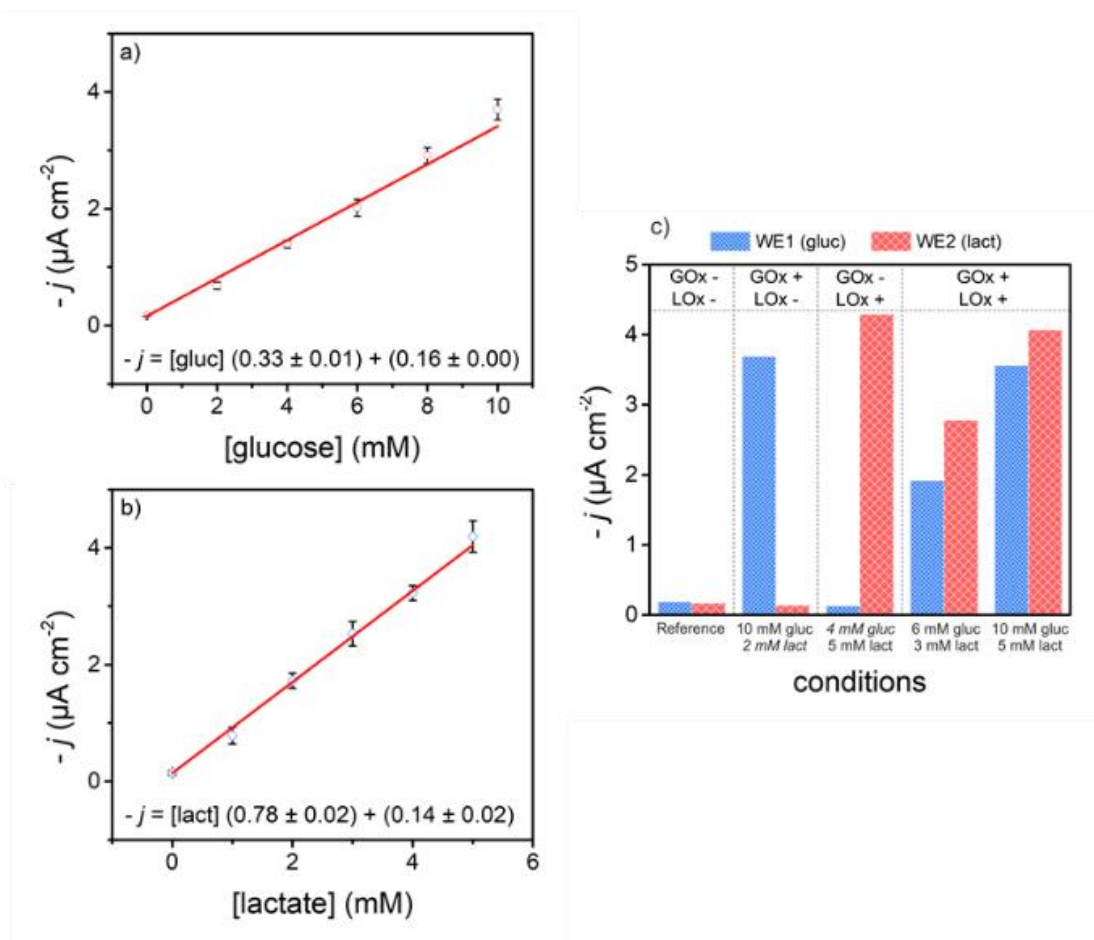 a)
4
2
0
- j (µA cm-2)
- j = [gluc] (0.33 ± 0.01) + (0.16 ± 0.00)
0 2 4 6 8 10
[glucose] (mM)
b)
4
2
0
- j (µA cm-2)
- j = [lact] (0.78 ± 0.02) + (0.14 ± 0.02)
0 2 4 6
[lactate] (mM)
c)
WE1 (gluc) WE2 (lact)
5
4
3
2
1
0
- j (µA cm-2)
GOx - GOx + GOx - GOx +
LOx - LOx - LOx + LOx +
Reference 10 mM gluc 4 mM gluc 6 mM gluc 10 mM gluc
2 mM lact 5 mM lact 3 mM lact 5 mM lact
conditions